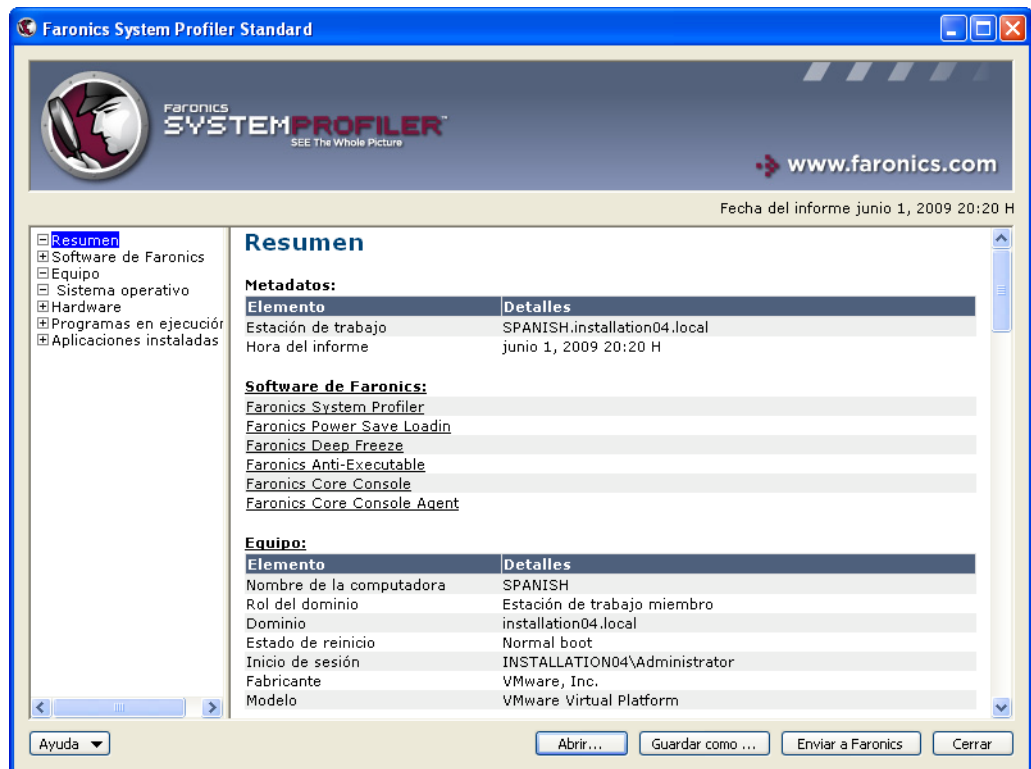 Faronics System Profiler Standard
Faronics
SYSTEMPROFILER™
SEE The Whole Picture
www.faronics.com
Fecha del informe junio 1, 2009 20:20 H
Resumen
Software de Faronics
Equipo
Sistema operativo
Hardware
Programas en ejecución
Aplicaciones instaladas
Resumen
Metadatos:
Elemento Detalles
Estación de trabajo SPANISH.installation04.local
Hora del informe junio 1, 2009 20:20 H
Software de Faronics:
Faronics System Profiler
Faronics Power Save Loadin
Faronics Deep Freeze
Faronics Anti-Executable
Faronics Core Console
Faronics Core Console Agent
Equipo:
Elemento Detalles
Nombre de la computadora SPANISH
Rol del dominio Estación de trabajo miembro
Dominio installation04.local
Estado de reinicio Normal boot
Inicio de sesión INSTALLATION04\Administrator
Fabricante VMware, Inc.
Modelo VMware Virtual Platform
Ayuda
Abrir...
Guardar como ...
Enviar a Faronics
Cerrar